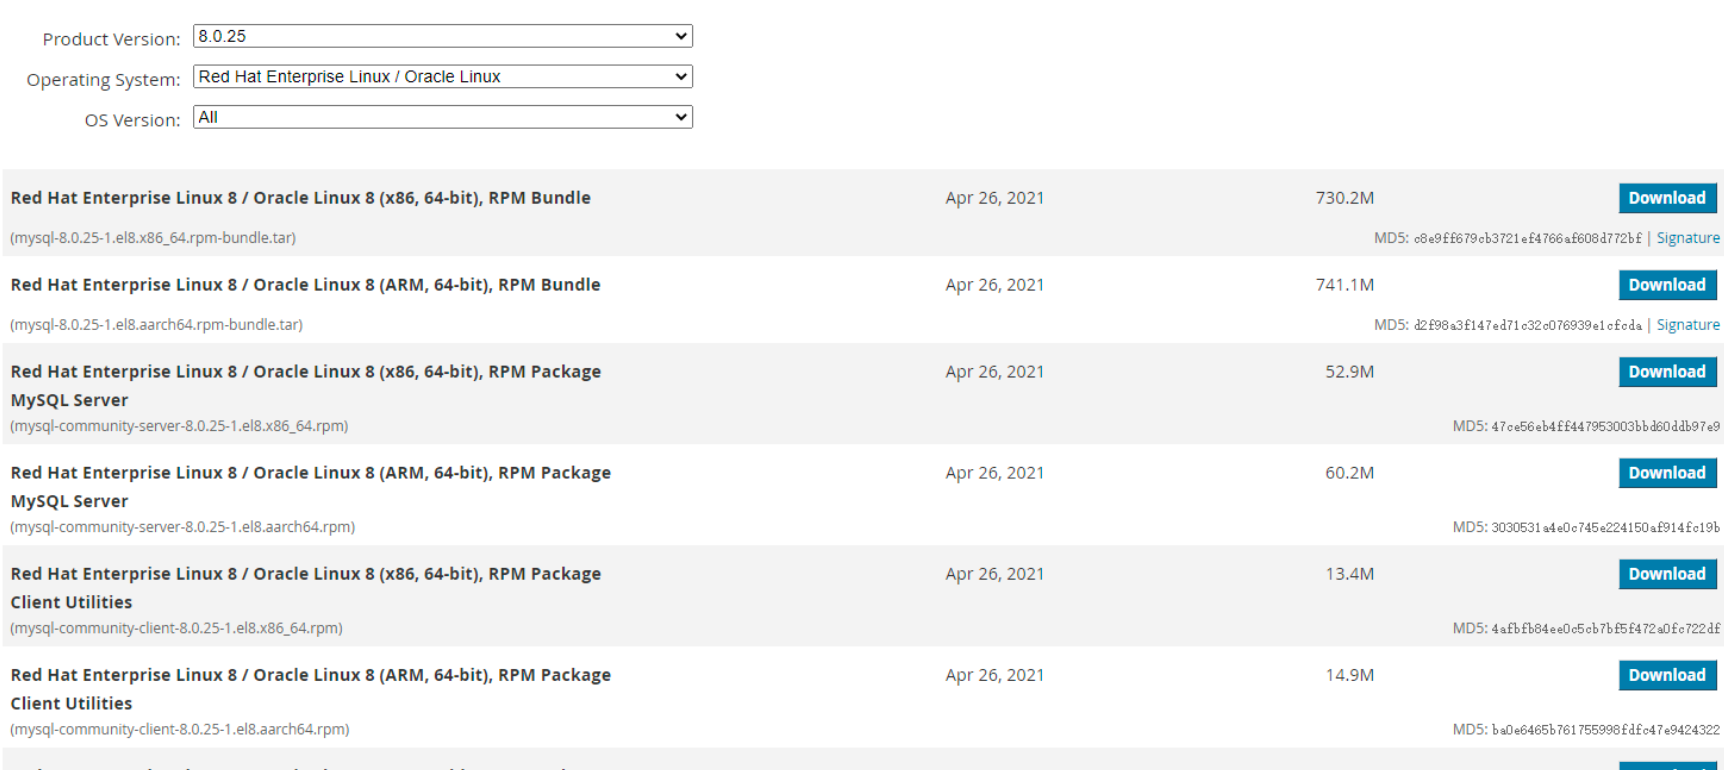 Product Version: 8.0.25
Operating System: Red Hat Enterprise Linux / Oracle Linux
OS Version: All
Red Hat Enterprise Linux 8 / Oracle Linux 8 (x86, 64-bit), RPM Bundle Apr 26, 2021 730.2M Download
(mysql-8.0.25-1.el8.x86_64.rpm-bundle.tar) MD5: c8e9ff679cb3721ef4766af608d772bf | Signature
Red Hat Enterprise Linux 8 / Oracle Linux 8 (ARM, 64-bit), RPM Bundle Apr 26, 2021 741.1M Download
(mysql-8.0.25-1.el8.aarch64.rpm-bundle.tar) MD5: d2f98a3f147ed71c32c076939e1cfcda | Signature
Red Hat Enterprise Linux 8 / Oracle Linux 8 (x86, 64-bit), RPM Package Apr 26, 2021 52.9M Download
MySQL Server
(mysql-community-server-8.0.25-1.el8.x86_64.rpm) MD5: 47ce56eb4ff447953003bbd60ddb97e9
Red Hat Enterprise Linux 8 / Oracle Linux 8 (ARM, 64-bit), RPM Package Apr 26, 2021 60.2M Download
MySQL Server
(mysql-community-server-8.0.25-1.el8.aarch64.rpm) MD5: 3030531a4e0c745e224150af914fc19b
Red Hat Enterprise Linux 8 / Oracle Linux 8 (x86, 64-bit), RPM Package Apr 26, 2021 13.4M Download
Client Utilities
(mysql-community-client-8.0.25-1.el8.x86_64.rpm) MD5: 4afbfb84ee0c5cb7bf5f472a0fc722df
Red Hat Enterprise Linux 8 / Oracle Linux 8 (ARM, 64-bit), RPM Package Apr 26, 2021 14.9M Download
Client Utilities
(mysql-community-client-8.0.25-1.el8.aarch64.rpm) MD5: ba0e6465b761755998fdfc47e9424322